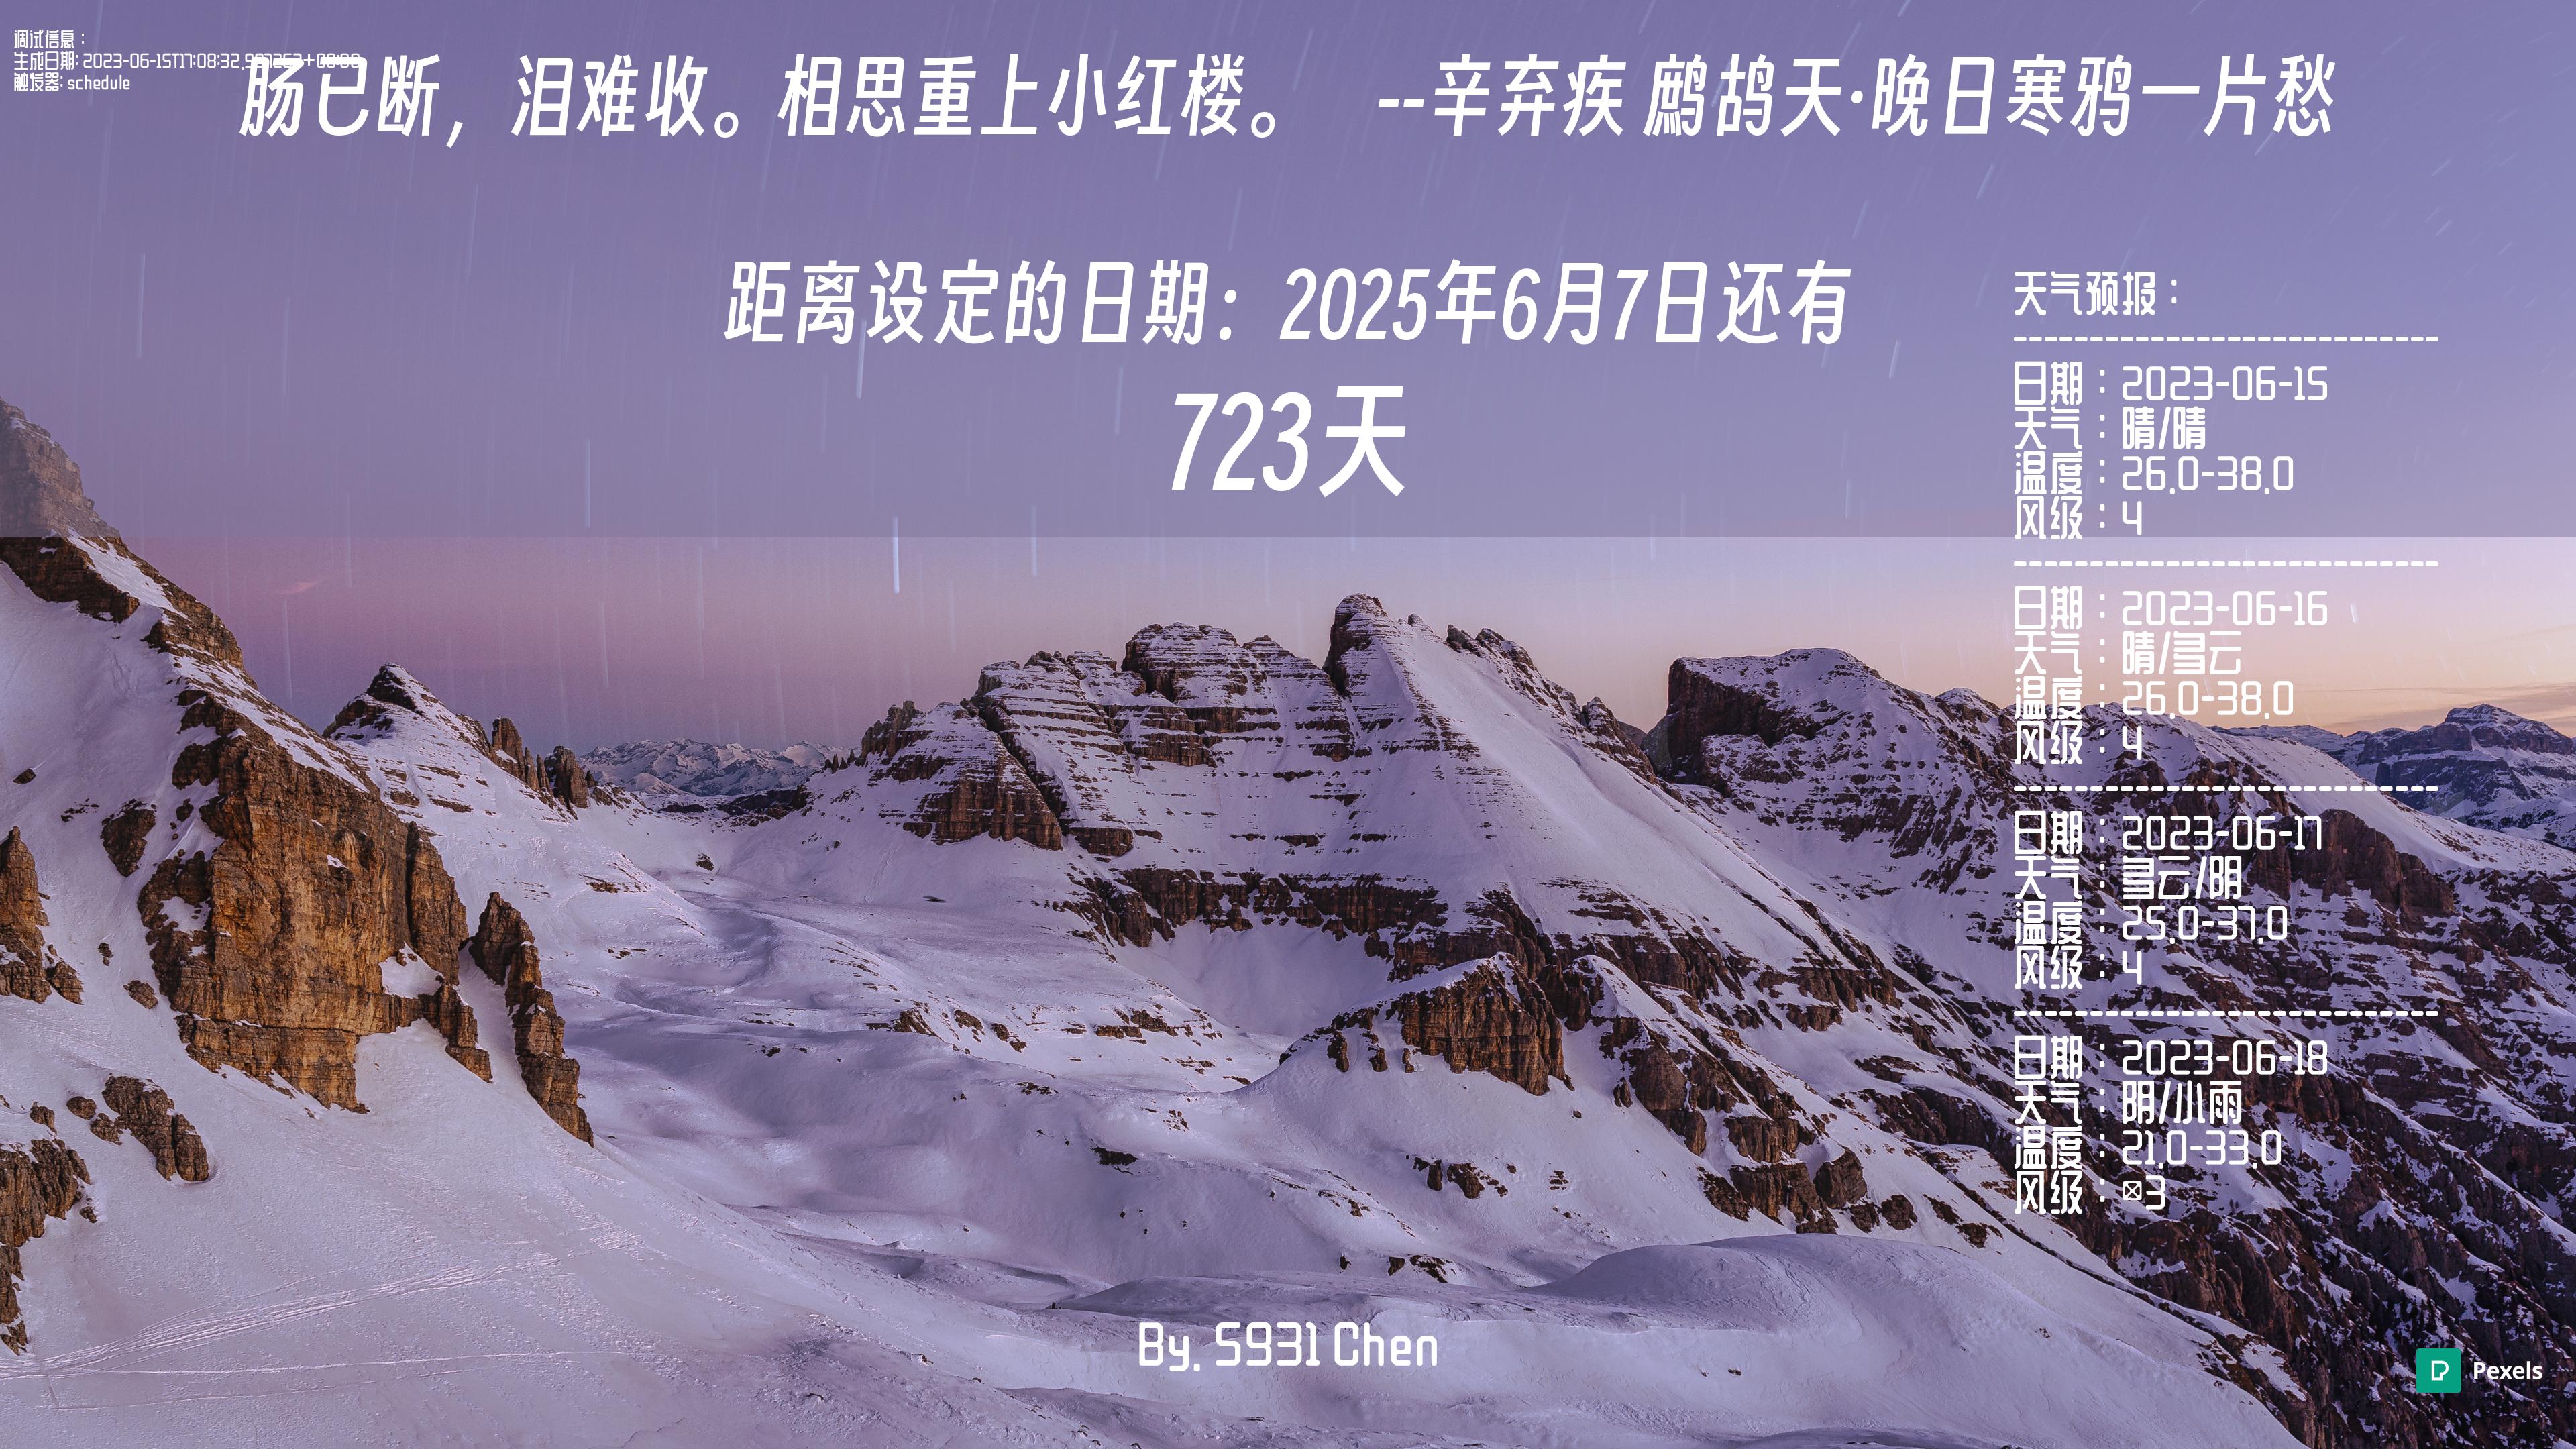 调试信息：
生成日期: 2023-06-15T17:08:32.
触发器: schedule
肠已断，泪难收。相思重上小红楼。 --辛弃疾 鹧鸪天·晚日寒鸦一片愁
距离设定的日期：2025年6月7日还有
723天
天气预报：
----------------------------
日期：2023-06-15
天气：晴/晴
温度：26.0-38.0
风级：4
----------------------------
日期：2023-06-16
天气：晴/多云
温度：26.0-38.0
风级：4
----------------------------
日期：2023-06-17
天气：多云/阴
温度：25.0-37.0
风级：4
----------------------------
日期：2023-06-18
天气：阴/小雨
温度：21.0-33.0
风级：☒3
By. S931 Chen
Pexels